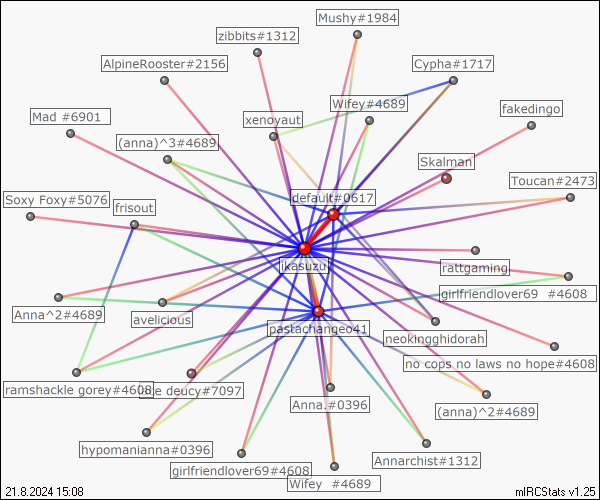 Mushy#1984
zibbits#1312
AlpineRooster#2156
Cypha#1717
Wifey#4689
Mad #6901
xenoyaut
fakedingo
(anna)^3#4689
Skalman
Toucan#2473
Soxy Foxy#5076
default#0617
frisout
ikasuzu
rattgaming
girlfriendlover69 #4608
Anna^2#4689
avelicious
pastachangeo41
neokingghidorah
no cops no laws no hope#4608
ramshackle gorey#4608
e deucy#7097
Anna.#0396
(anna)^2#4689
hypomanianna#0396
Annarchist#1312
girlfriendlover69#4608
Wifey #4689
21.8.2024 15:08
mIRCStats v1.25